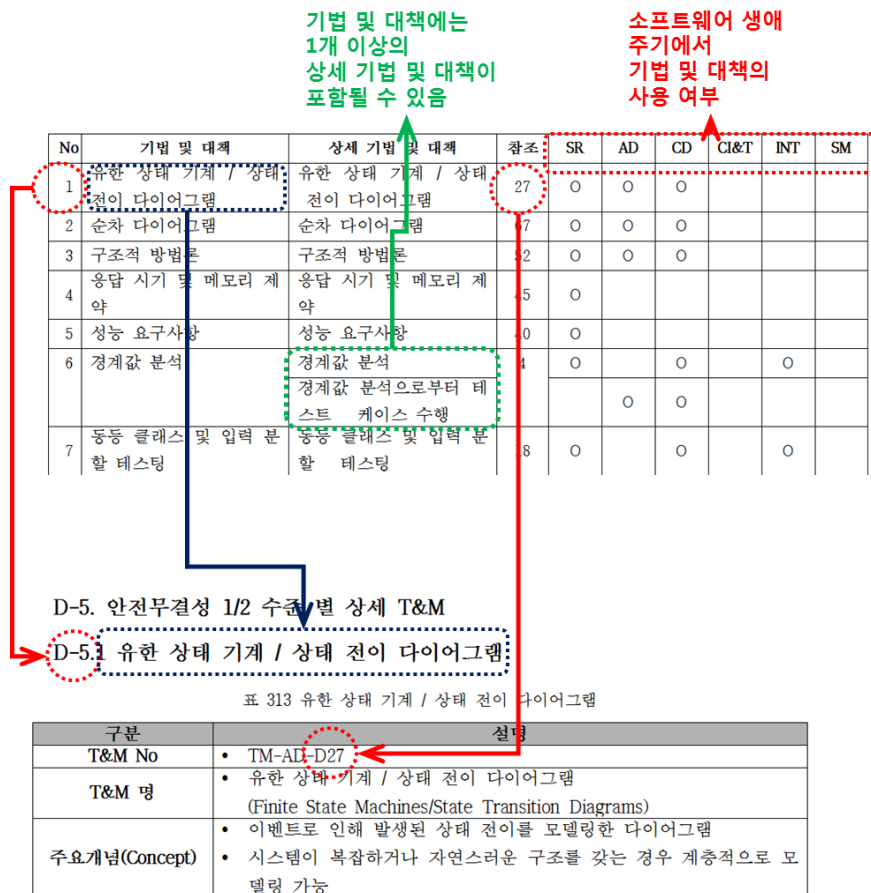 기법 및 대책에는
1개 이상의
상세 기법 및 대책이
포함될 수 있음
소프트웨어 생애
주기에서
기법 및 대책의
사용 여부
No 기법 및 대책 상세 기법 및 대책 참조 SR AD CD CI&T INT SM
1 유한 상태 기계 / 상태 전이 다이어그램 유한 상태 기계 / 상태 전이 다이어그램 27 O O O
2 순차 다이어그램 순차 다이어그램 67 O O O
3 구조적 방법론 구조적 방법론 52 O O O
4 응답 시기 및 메모리 제약 응답 시기 및 메모리 제약 45 O
5 성능 요구사항 성능 요구사항 40 O
6 경계값 분석 경계값 분석 4 O O O
경계값 분석으로부터 테스트 케이스 수행 O O
7 동등 클래스 및 입력 분할 테스팅 동등 클래스 및 입력 분할 테스팅 18 O O O
D-5. 안전무결성 1/2 수준 별 상세 T&M
D-5.1 유한 상태 기계 / 상태 전이 다이어그램
표 313 유한 상태 기계 / 상태 전이 다이어그램
구분 설명
T&M No • TM-AD-D27
T&M 명 • 유한 상태 기계 / 상태 전이 다이어그램
(Finite State Machines/State Transition Diagrams)
주요개념(Concept) • 이벤트로 인해 발생된 상태 전이를 모델링한 다이어그램
• 시스템이 복잡하거나 자연스러운 구조를 갖는 경우 계층적으로 모
델링 가능